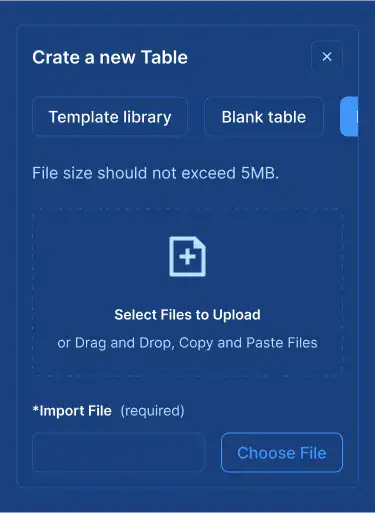 Crate a new Table
Template library
Blank table
File size should not exceed 5MB.
Select Files to Upload
or Drag and Drop, Copy and Paste Files
*Import File (required)
Choose File